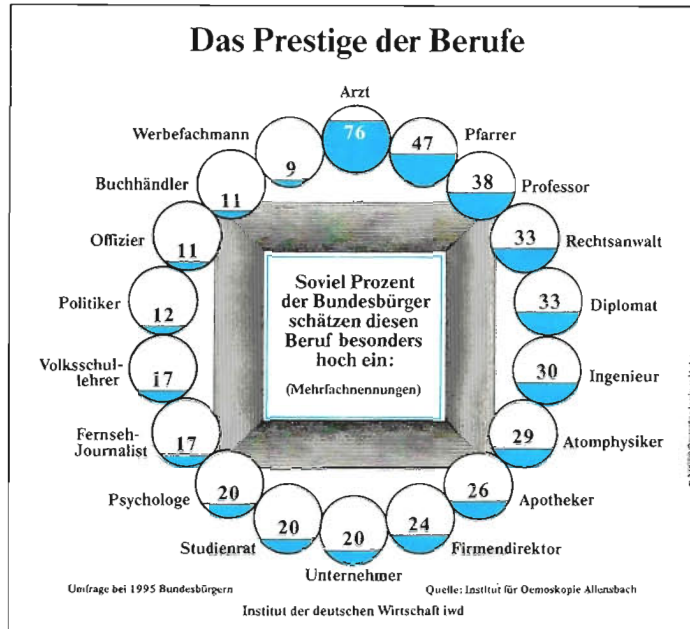 Das Prestige der Berufe
Arzt
76
Pfarrer
47
Professor
38
Rechtsanwalt
33
Diplomat
33
Ingenieur
30
Atomphysiker
29
Apotheker
26
Firmendirektor
24
Unternehmer
20
Studienrat
20
Psychologe
20
Fernseh-
Journalist
17
Volksschul-
lehrer
17
Politiker
12
Offizier
11
Buchhändler
11
Werbefachmann
9
Soviel Prozent
der Bundesbürger
schätzen diesen
Beruf besonders
hoch ein:
(Mehrfachnennungen)
Umfrage bei 1995 Bundesbürgern
Quelle: Institut für Demoskopie Allensbach
Institut der deutschen Wirtschaft iwd